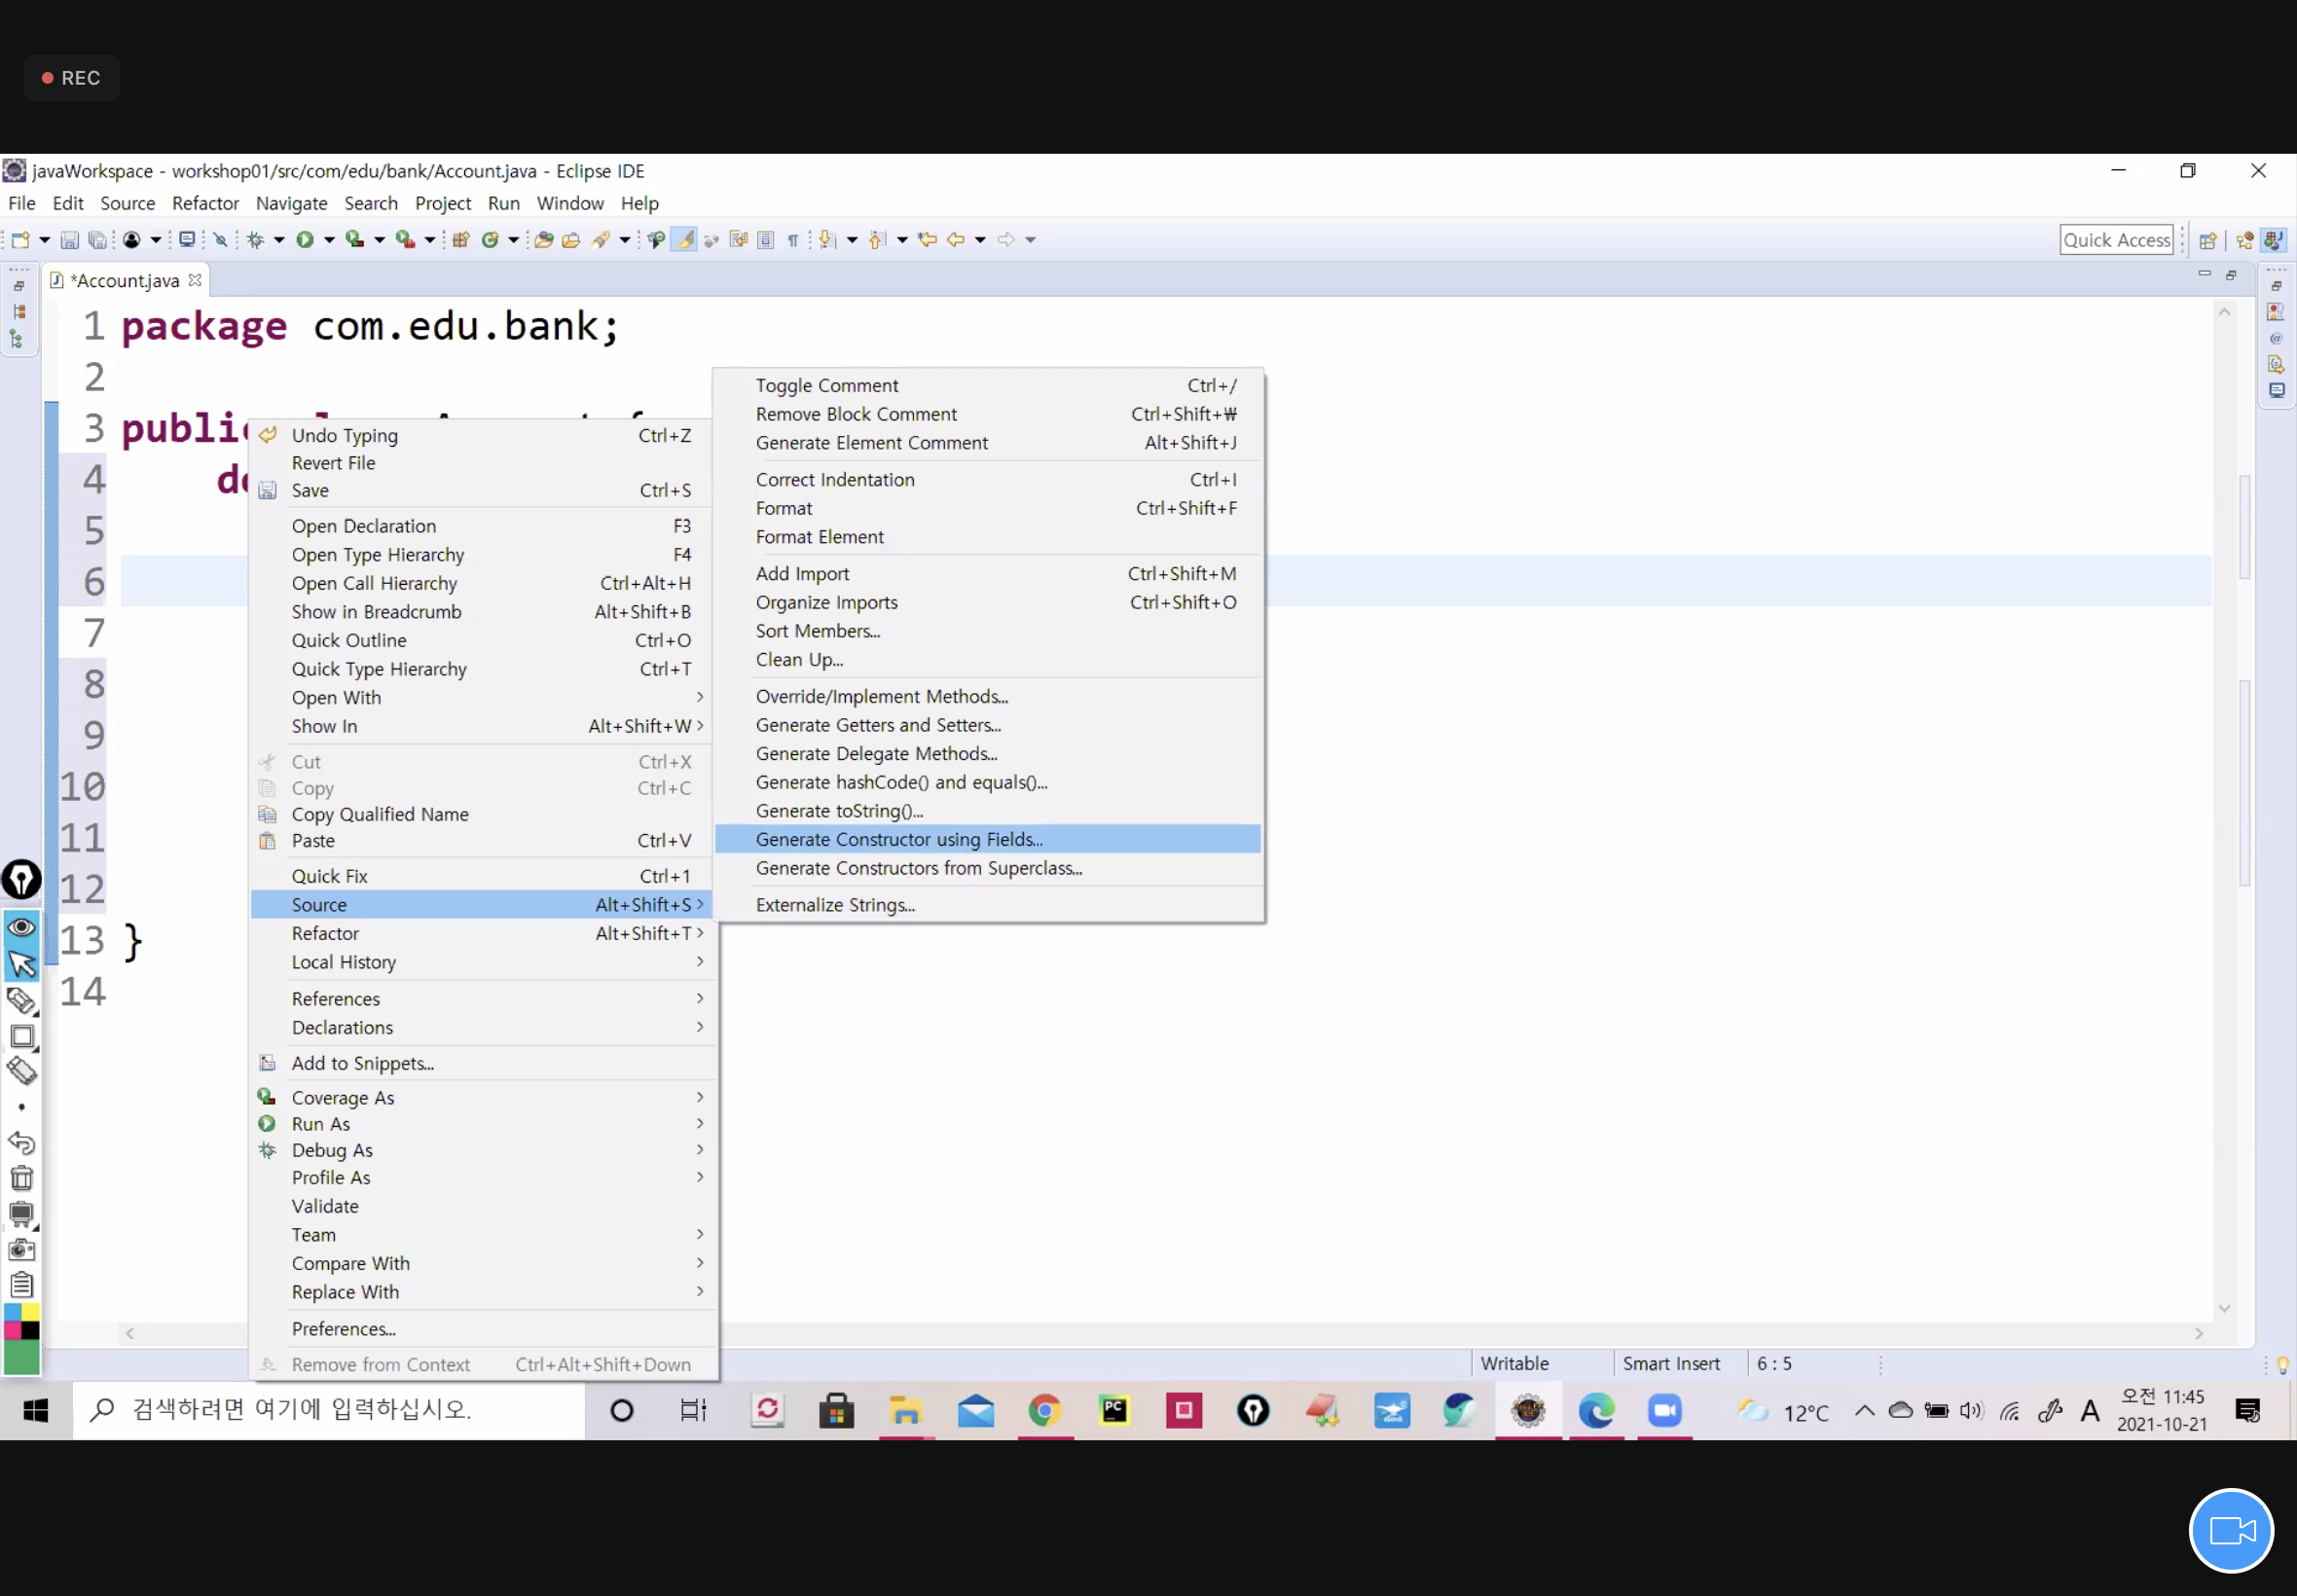 REC
javaWorkspace - workshop01/src/com/edu/bank/Account.java - Eclipse IDE
File Edit Source Refactor Navigate Search Project Run Window Help
Quick Access
*Account.java
1 package com.edu.bank;
2
3
4
5
6
7
8
9
10
11
12
13 }
14
Undo Typing Ctrl+Z
Revert File
Save Ctrl+S
Open Declaration F3
Open Type Hierarchy F4
Open Call Hierarchy Ctrl+Alt+H
Show in Breadcrumb Alt+Shift+B
Quick Outline Ctrl+O
Quick Type Hierarchy Ctrl+T
Open With
Show In Alt+Shift+W
Cut Ctrl+X
Copy Ctrl+C
Copy Qualified Name
Paste Ctrl+V
Quick Fix Ctrl+1
Source Alt+Shift+S
Refactor Alt+Shift+T
Local History
References
Declarations
Add to Snippets...
Coverage As
Run As
Debug As
Profile As
Validate
Team
Compare With
Replace With
Preferences...
Remove from Context Ctrl+Alt+Shift+Down
Toggle Comment Ctrl+/
Remove Block Comment Ctrl+Shift+₩
Generate Element Comment Alt+Shift+J
Correct Indentation Ctrl+I
Format Ctrl+Shift+F
Format Element
Add Import Ctrl+Shift+M
Organize Imports Ctrl+Shift+O
Sort Members...
Clean Up...
Override/Implement Methods...
Generate Getters and Setters...
Generate Delegate Methods...
Generate hashCode() and equals()...
Generate toString()...
Generate Constructor using Fields...
Generate Constructors from Superclass...
Externalize Strings...
Writable Smart Insert 6 : 5
검색하려면 여기에 입력하십시오.
PC
12°C
A
오전 11:45
2021-10-21